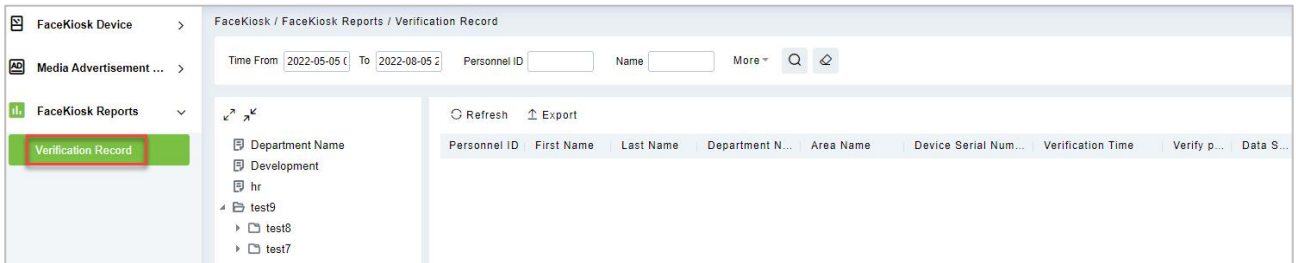 FaceKiosk Device
Media Advertisement ...
FaceKiosk Reports
Verification Record
FaceKiosk / FaceKiosk Reports / Verification Record
Time From 2022-05-05 ( To 2022-08-05 2 Personnel ID Name More
Refresh Export
Department Name
Development
hr
test9
test8
test7
Personnel ID First Name Last Name Department N... Area Name Device Serial Num... Verification Time Verify p... Data S...